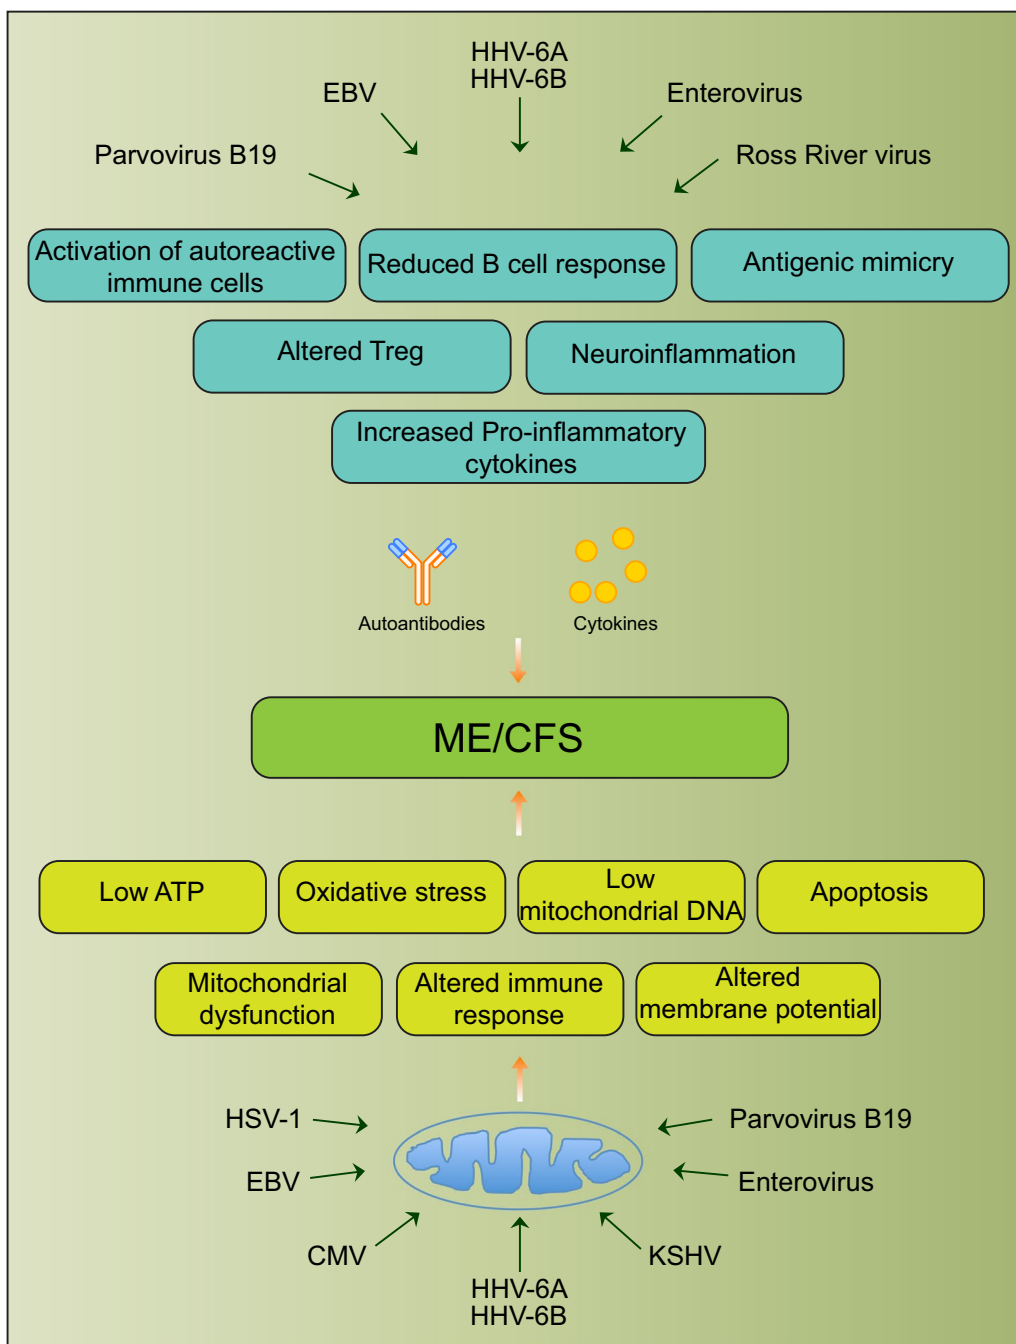 HHV-6A
HHV-6B
EBV
Enterovirus
Parvovirus B19
Ross River virus
Activation of autoreactive
immune cells
Reduced B cell response
Antigenic mimicry
Altered Treg
Neuroinflammation
Increased Pro-inflammatory
cytokines
Autoantibodies
Cytokines
ME/CFS
Low ATP
Oxidative stress
Low
mitochondrial DNA
Apoptosis
Mitochondrial
dysfunction
Altered immune
response
Altered
membrane potential
HSV-1
Parvovirus B19
EBV
Enterovirus
CMV
KSHV
HHV-6A
HHV-6B